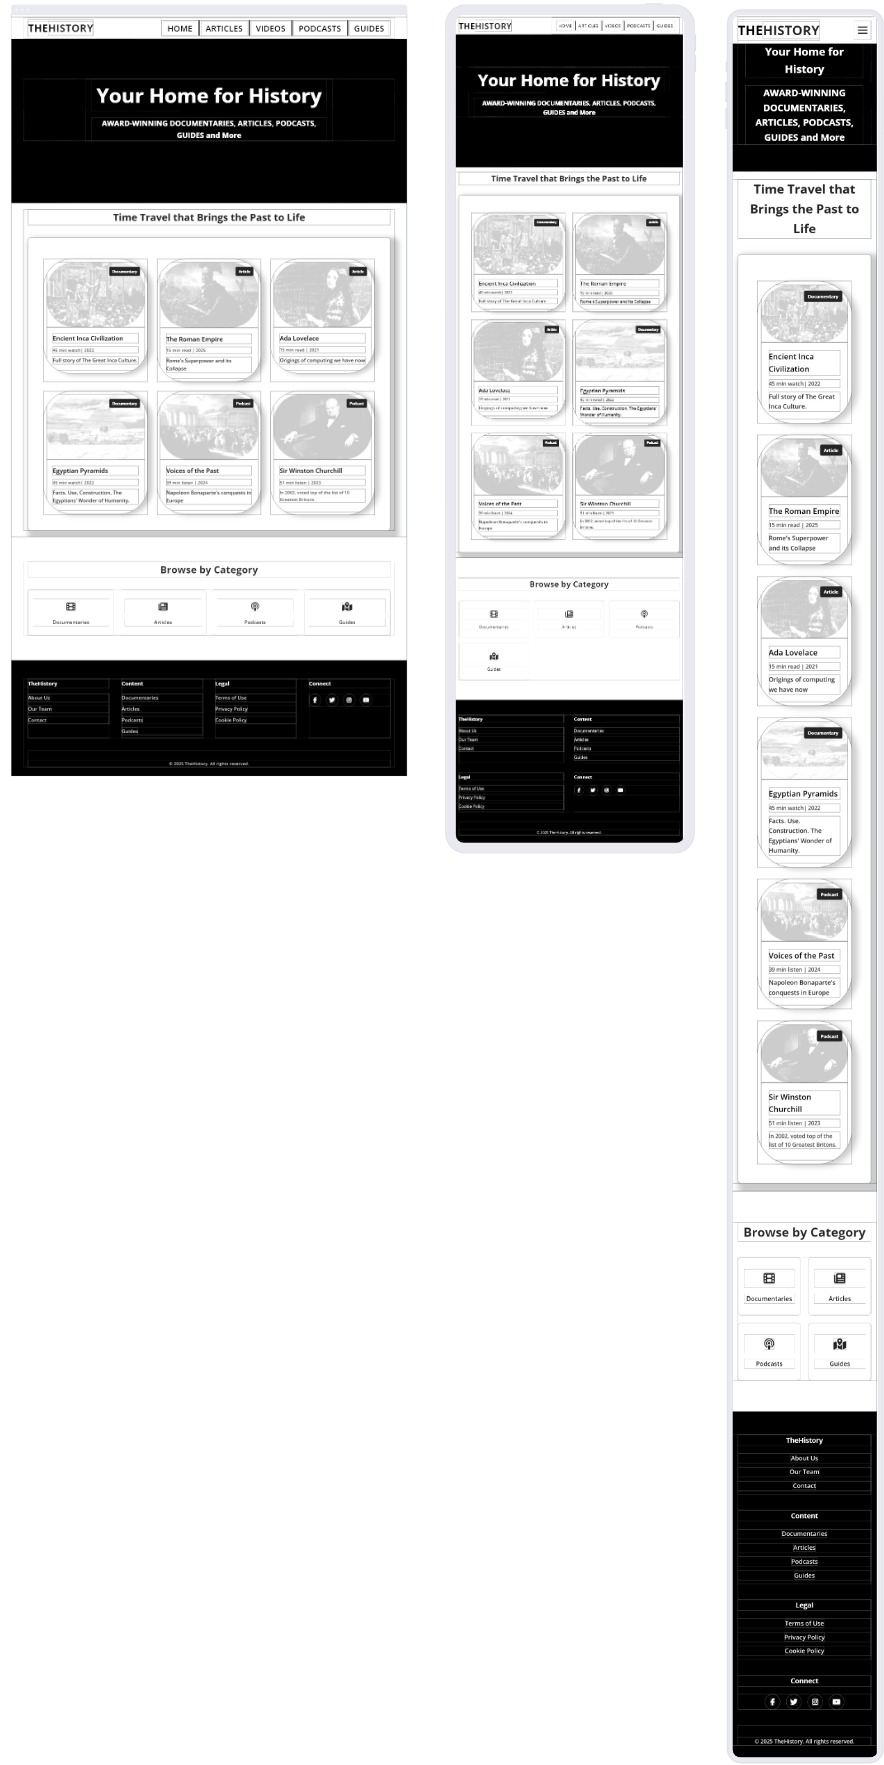 THEHISTORY
HOME
ARTICLES
VIDEOS
PODCASTS
GUIDES
Your Home for History
AWARD-WINNING DOCUMENTARIES, ARTICLES, PODCASTS,
GUIDES and More
Time Travel that Brings the Past to Life
Documentary
Encient Inca Civilization
45 min watch | 2022
Full story of The Great Inca Culture.
Article
The Roman Empire
15 min read | 2025
Rome's Superpower and its
Collapse
Article
Ada Lovelace
15 min read | 2021
Origings of computing we have now
Documentary
Egyptian Pyramids
45 min watch | 2022
Facts. Use. Construction. The
Egyptians' Wonder of Humanity.
Podcast
Voices of the Past
39 min listen | 2024
Napoleon Bonaparte's conquests in
Europe
Podcast
Sir Winston Churchill
51 min listen | 2023
In 2002, voted top of the list of 10
Greatest Britons.
Browse by Category
Documentaries
Articles
Podcasts
Guides
TheHistory
About Us
Our Team
Contact
Content
Documentaries
Articles
Podcasts
Guides
Legal
Terms of Use
Privacy Policy
Cookie Policy
Connect
© 2025 TheHistory. All rights reserved.
THEHISTORY
HOME
ARTICLES
VIDEOS
PODCASTS
GUIDES
Your Home for History
AWARD-WINNING DOCUMENTARIES, ARTICLES, PODCASTS,
GUIDES and More
Time Travel that Brings the Past to Life
Documentary
Encient Inca Civilization
45 min watch | 2022
Full story of The Great Inca Culture.
Article
The Roman Empire
15 min read | 2025
Rome's Superpower and its Collapse
Article
Ada Lovelace
15 min read | 2021
Origings of computing we have now
Documentary
Egyptian Pyramids
45 min watch | 2022
Facts. Use. Construction. The Egyptians'
Wonder of Humanity.
Podcast
Voices of the Past
39 min listen | 2024
Napoleon Bonaparte's conquests in
Europe
Podcast
Sir Winston Churchill
51 min listen | 2023
In 2002, voted top of the list of 10 Greatest
Britons.
Browse by Category
Documentaries
Articles
Podcasts
Guides
TheHistory
About Us
Our Team
Contact
Content
Documentaries
Articles
Podcasts
Guides
Legal
Terms of Use
Privacy Policy
Cookie Policy
Connect
© 2025 TheHistory. All rights reserved.
THEHISTORY
Your Home for
History
AWARD-WINNING
DOCUMENTARIES,
ARTICLES, PODCASTS,
GUIDES and More
Time Travel that
Brings the Past to
Life
Documentary
Encient Inca
Civilization
45 min watch | 2022
Full story of The Great
Inca Culture.
Article
The Roman Empire
15 min read | 2025
Rome's Superpower
and its Collapse
Article
Ada Lovelace
15 min read | 2021
Origings of computing
we have now
Documentary
Egyptian Pyramids
45 min watch | 2022
Facts. Use.
Construction. The
Egyptians' Wonder of
Humanity.
Podcast
Voices of the Past
39 min listen | 2024
Napoleon Bonaparte's
conquests in Europe
Podcast
Sir Winston
Churchill
51 min listen | 2023
In 2002, voted top of the
list of 10 Greatest Britons.
Browse by Category
Documentaries
Articles
Podcasts
Guides
TheHistory
About Us
Our Team
Contact
Content
Documentaries
Articles
Podcasts
Guides
Legal
Terms of Use
Privacy Policy
Cookie Policy
Connect
© 2025 TheHistory. All rights reserved.